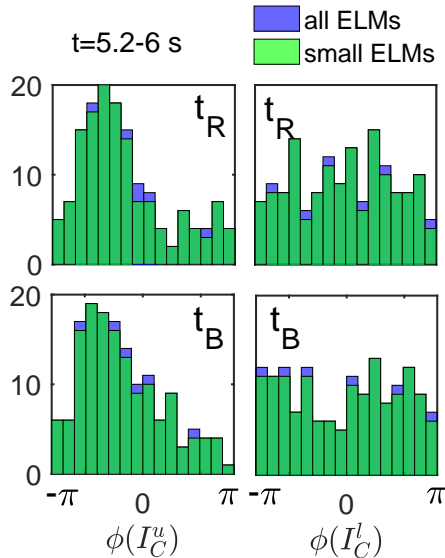 t=5.2-6 s
all ELMs
small ELMs
20
10
0
t_R
t_R
20
10
0
t_B
t_B
-π 0 π
-π 0 π
ϕ(I_C^u)
ϕ(I_C^l)